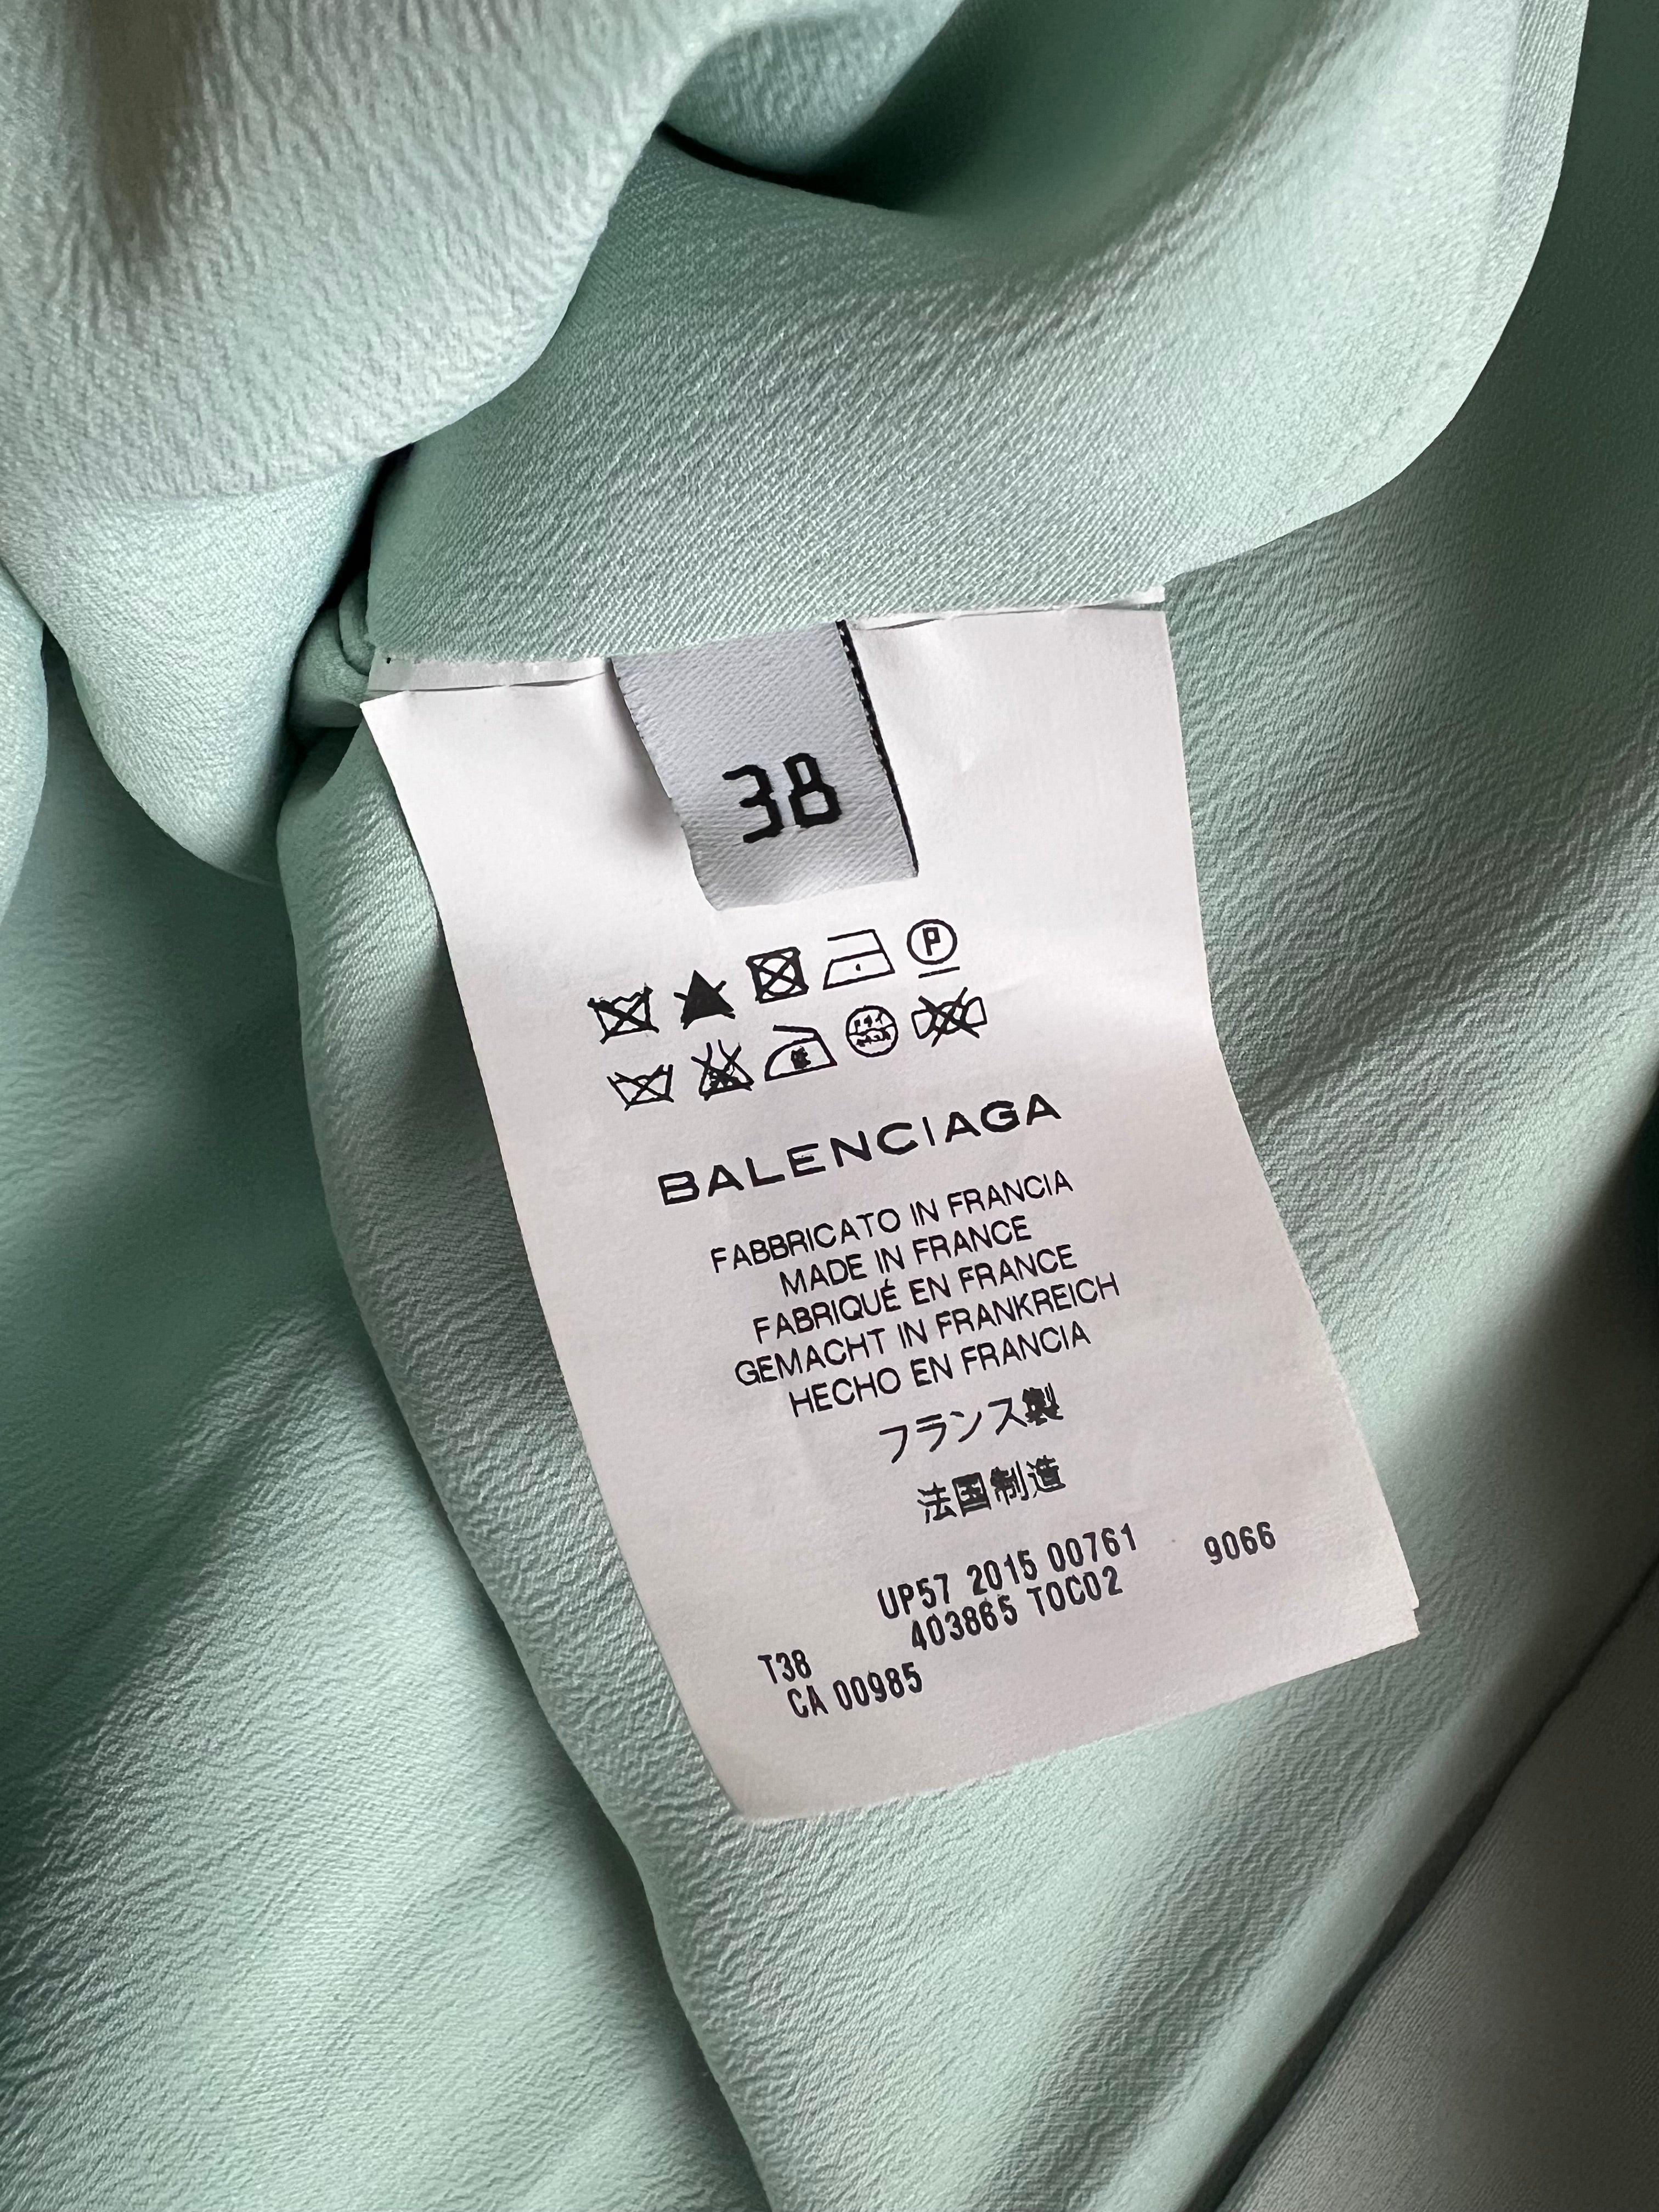 38
P
BALENCIAGA
FABBRICATO IN FRANCIA
MADE IN FRANCE
FABRIQUÉ EN FRANCE
GEMACHT IN FRANKREICH
HECHO EN FRANCIA
フランス製
法国制造
UP57 2015 00761 9066
403865 TOC02
T38
CA 00985